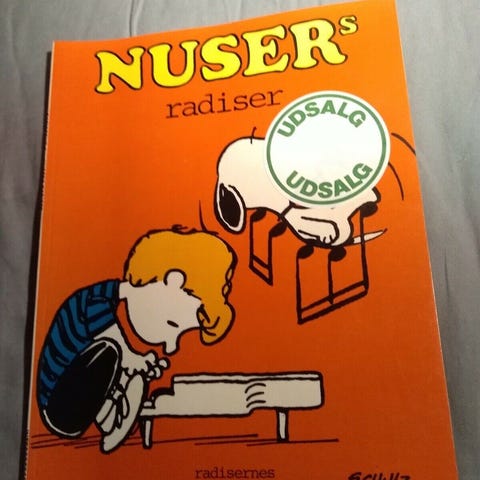 NUSERs
radiser
UDSALG
UDSALG
radisernes
SCHULZ